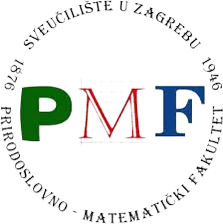 1876 SVEUČILIŠTE U ZAGREBU 1946
PMF
PRIRODOSLOVNO - MATEMATIČKI FAKULTET